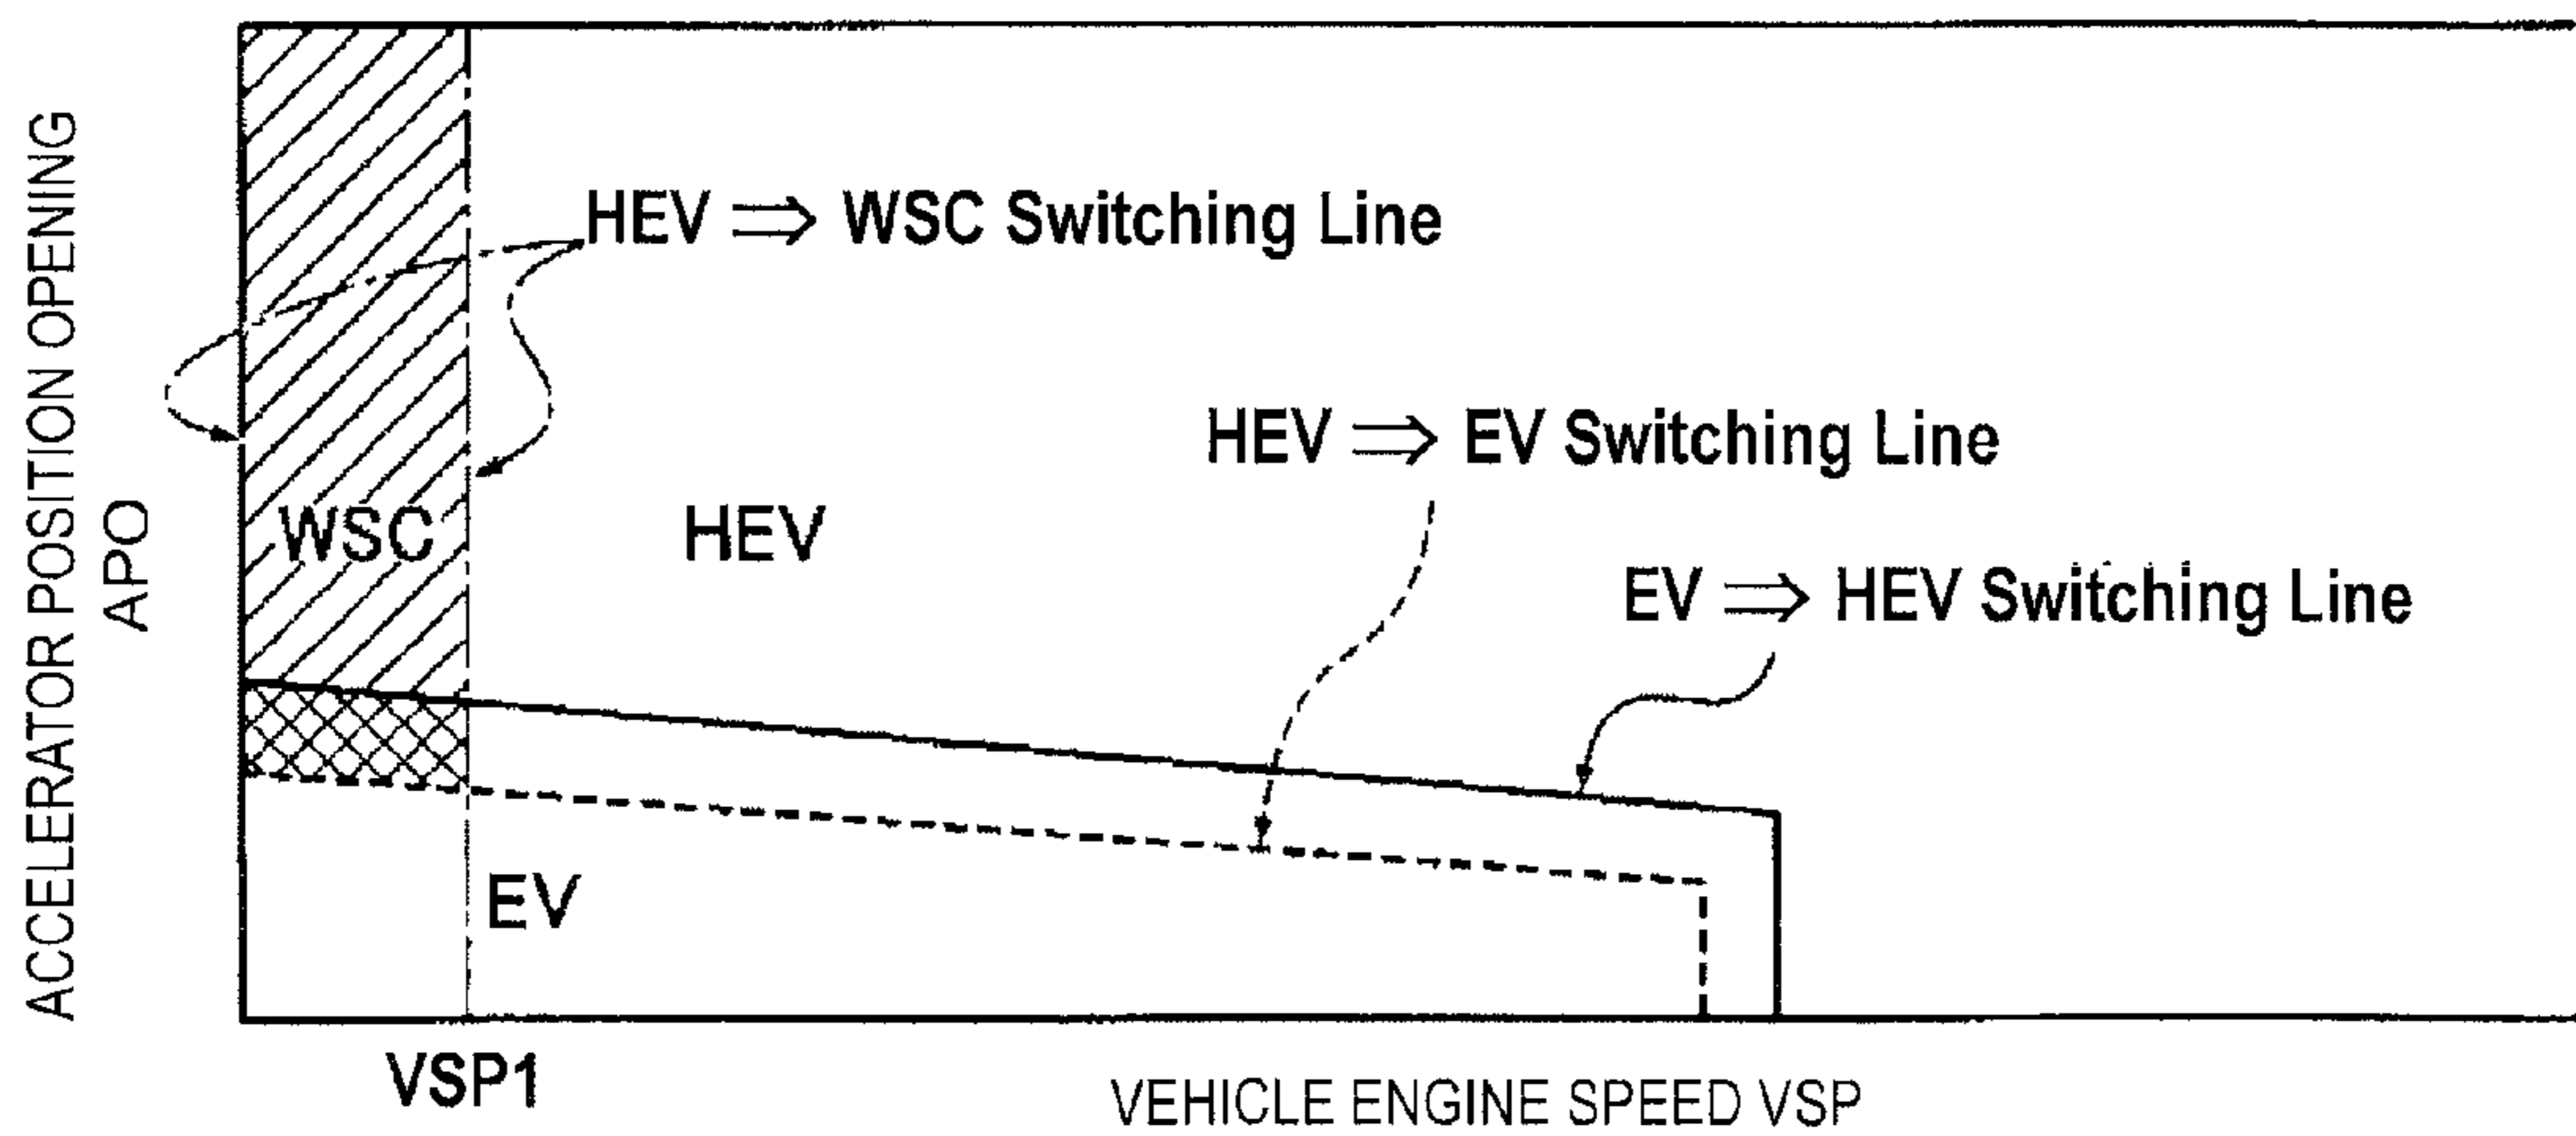 ACCELERATOR POSITION OPENING
APO
HEV ⇒ WSC Switching Line
HEV ⇒ EV Switching Line
WSC
HEV
EV ⇒ HEV Switching Line
EV
VSP1
VEHICLE ENGINE SPEED VSP